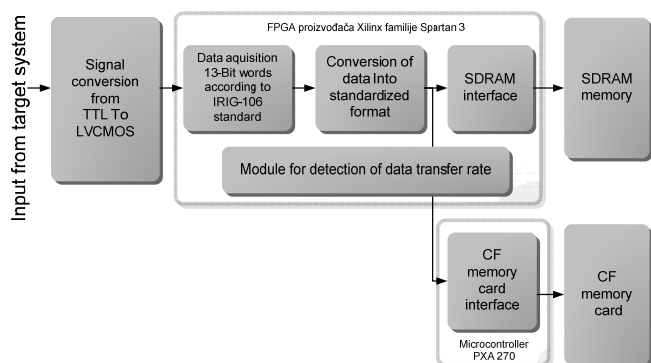 Input from target system
Signal
conversion
from
TTL To
LVCMOS
FPGA proizvođača Xilinx familije Spartan 3
Data aquisition
13-Bit words
according to
IRIG-106
standard
Conversion of
data Into
standardized
format
SDRAM
interface
SDRAM
memory
Module for detection of data transfer rate
CF
memory
card
interface
Microcontroller
PXA 270
CF
memory
card